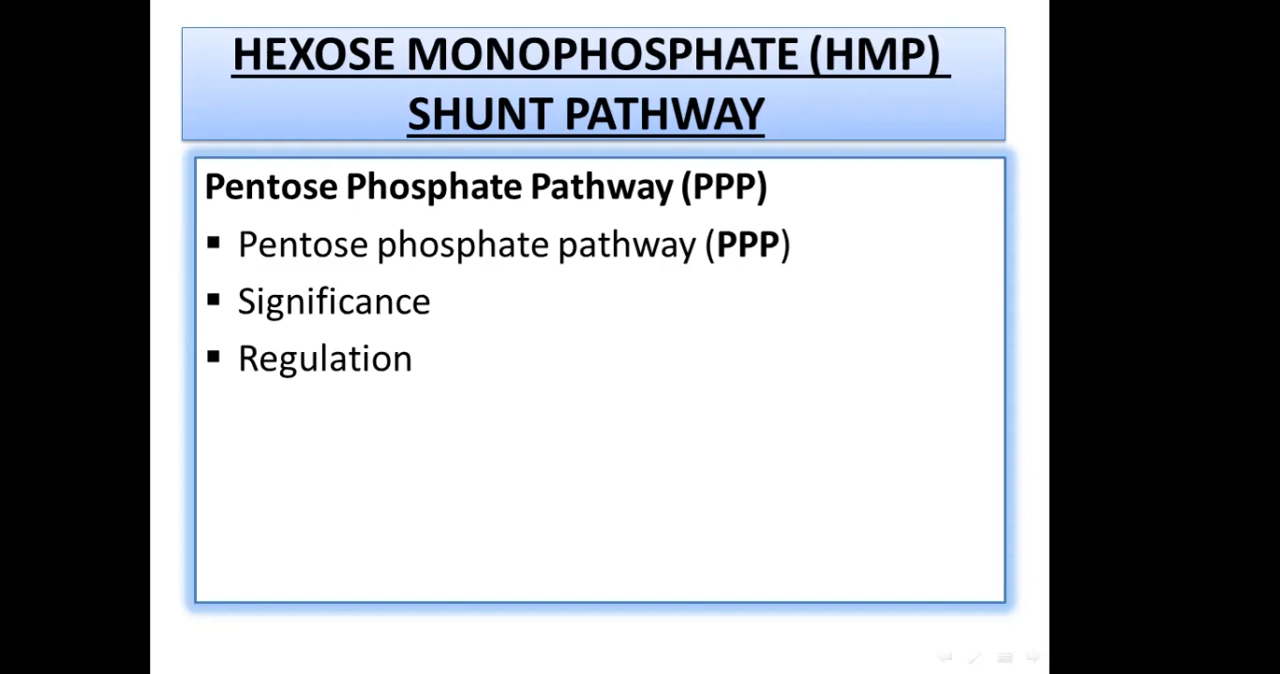 HEXOSE MONOPHOSPHATE (HMP)
SHUNT PATHWAY
Pentose Phosphate Pathway (PPP)
▪ Pentose phosphate pathway (PPP)
▪ Significance
▪ Regulation